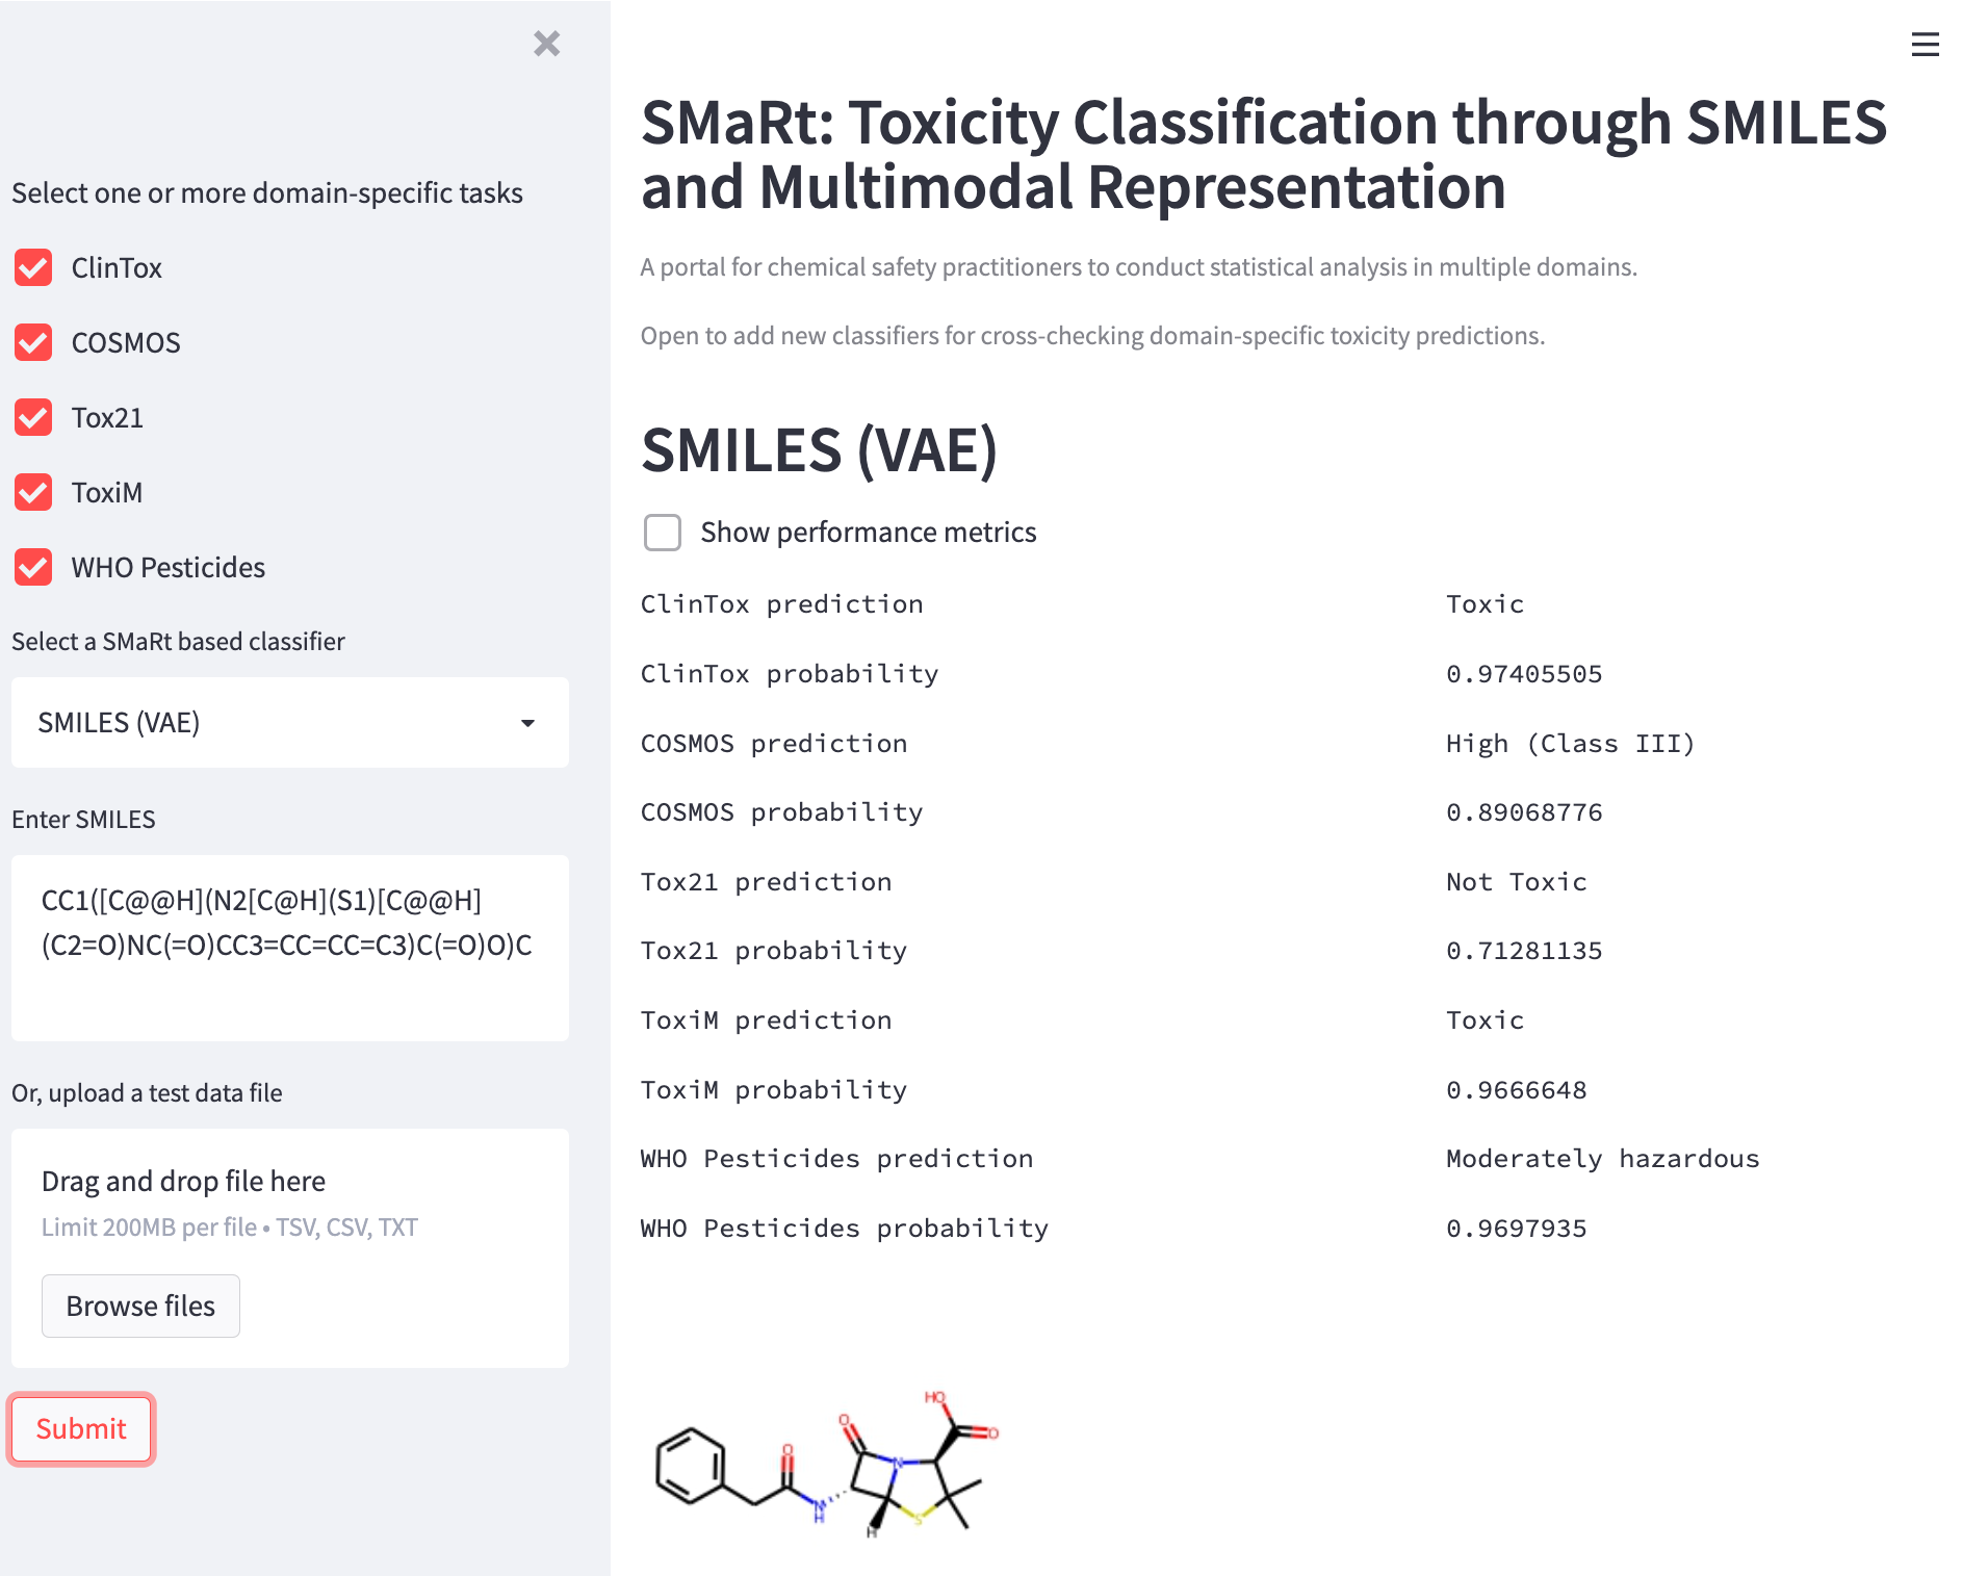 Select one or more domain-specific tasks
ClinTox
COSMOS
Tox21
ToxiM
WHO Pesticides
Select a SMaRt based classifier
SMILES (VAE)
Enter SMILES
CC1([C@@H](N2[C@H](S1)[C@@H]
(C2=O)NC(=O)CC3=CC=CC=C3)C(=O)O)C
Or, upload a test data file
Drag and drop file here
Limit 200MB per file • TSV, CSV, TXT
Browse files
Submit
SMaRt: Toxicity Classification through SMILES
and Multimodal Representation
A portal for chemical safety practitioners to conduct statistical analysis in multiple domains.
Open to add new classifiers for cross-checking domain-specific toxicity predictions.
SMILES (VAE)
Show performance metrics
ClinTox prediction Toxic
ClinTox probability 0.97405505
COSMOS prediction High (Class III)
COSMOS probability 0.89068776
Tox21 prediction Not Toxic
Tox21 probability 0.71281135
ToxiM prediction Toxic
ToxiM probability 0.9666648
WHO Pesticides prediction Moderately hazardous
WHO Pesticides probability 0.9697935
HO
O
O
O
N
N
H
S
H